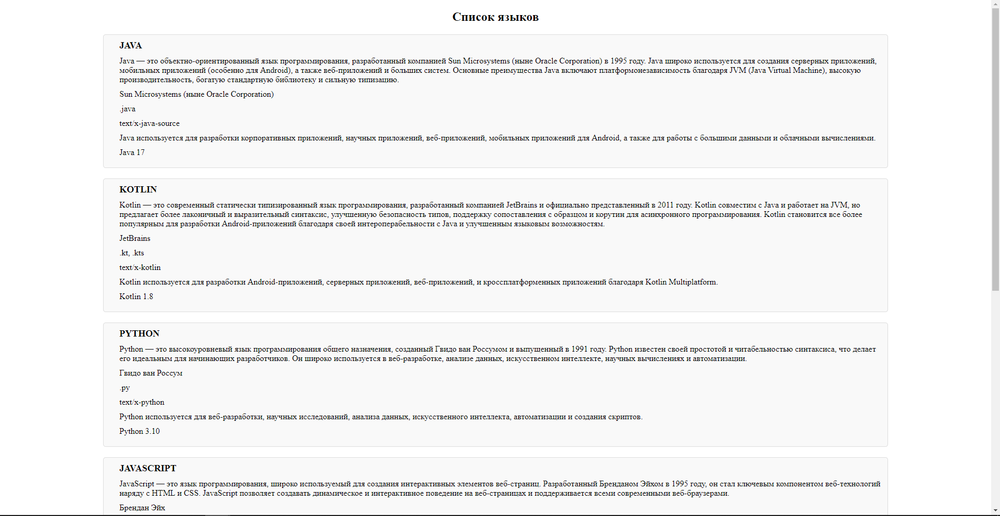 Список языков
JAVA
Java — это объектно-ориентированный язык программирования, разработанный компанией Sun Microsystems (ныне Oracle Corporation) в 1995 году. Java широко используется для создания серверных приложений,
мобильных приложений (особенно для Android), а также веб-приложений и больших систем. Основные преимущества Java включают платформонезависимость благодаря JVM (Java Virtual Machine), высокую
производительность, богатую стандартную библиотеку и сильную типизацию.
Sun Microsystems (ныне Oracle Corporation)
.java
text/x-java-source
Java используется для разработки корпоративных приложений, научных приложений, веб-приложений, мобильных приложений для Android, а также для работы с большими данными и облачными вычислениями.
Java 17
KOTLIN
Kotlin — это современный статически типизированный язык программирования, разработанный компанией JetBrains и официально представленный в 2011 году. Kotlin совместим с Java и работает на JVM, но
предлагает более лаконичный и выразительный синтаксис, улучшенную безопасность типов, поддержку сопоставления с образцом и корутин для асинхронного программирования. Kotlin становится все более
популярным для разработки Android-приложений благодаря своей интероперабельности с Java и улучшенным языковым возможностям.
JetBrains
.kt, .kts
text/x-kotlin
Kotlin используется для разработки Android-приложений, серверных приложений, веб-приложений, и кроссплатформенных приложений благодаря Kotlin Multiplatform.
Kotlin 1.8
PYTHON
Python — это высокоуровневый язык программирования общего назначения, созданный Гвидо ван Россумом и выпущенный в 1991 году. Python известен своей простотой и читабельностью синтаксиса, что делает
его идеальным для начинающих разработчиков. Он широко используется в веб-разработке, анализе данных, искусственном интеллекте, научных вычислениях и автоматизации.
Гвидо ван Россум
.py
text/x-python
Python используется для веб-разработки, научных исследований, анализа данных, искусственного интеллекта, автоматизации и создания скриптов.
Python 3.10
JAVASCRIPT
JavaScript — это язык программирования, широко используемый для создания интерактивных элементов веб-страниц. Разработанный Бренданом Эйхом в 1995 году, он стал ключевым компонентом веб-технологий
наряду с HTML и CSS. JavaScript позволяет создавать динамическое и интерактивное поведение на веб-страницах и поддерживается всеми современными веб-браузерами.
Брендан Эйх